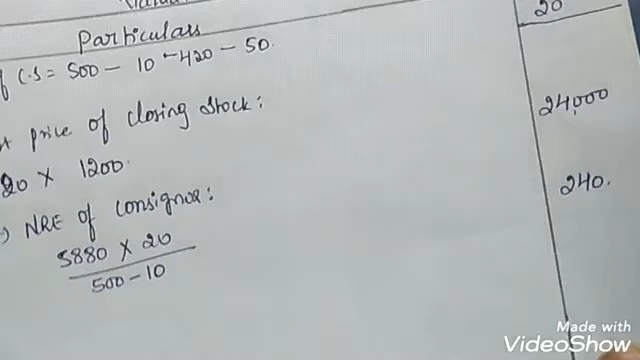 20
Particulars
of C.S = 500 - 10 - 420 - 50.
price of closing stock:
24,000
20 × 1200.
NRE of consignor:
240.
5880 × 20
500 - 10
Made with
VideoShow